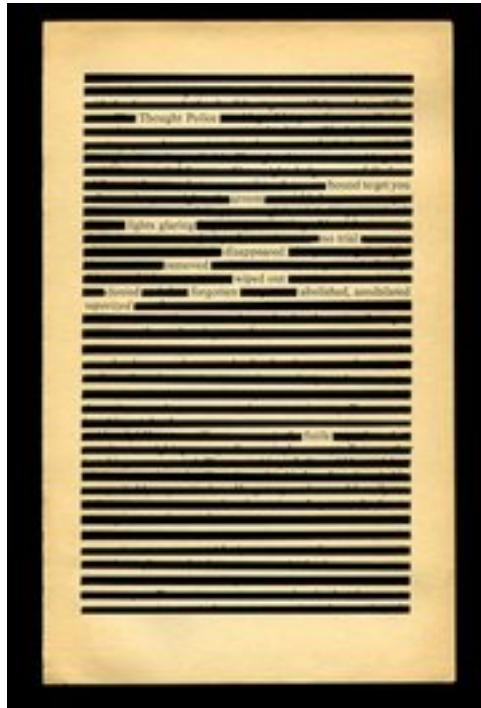 Thought Police
bound to get you
arrests
lights glaring
no trial
disappeared
removed
wiped out
denied forgotten abolished, annihilated
vaporized